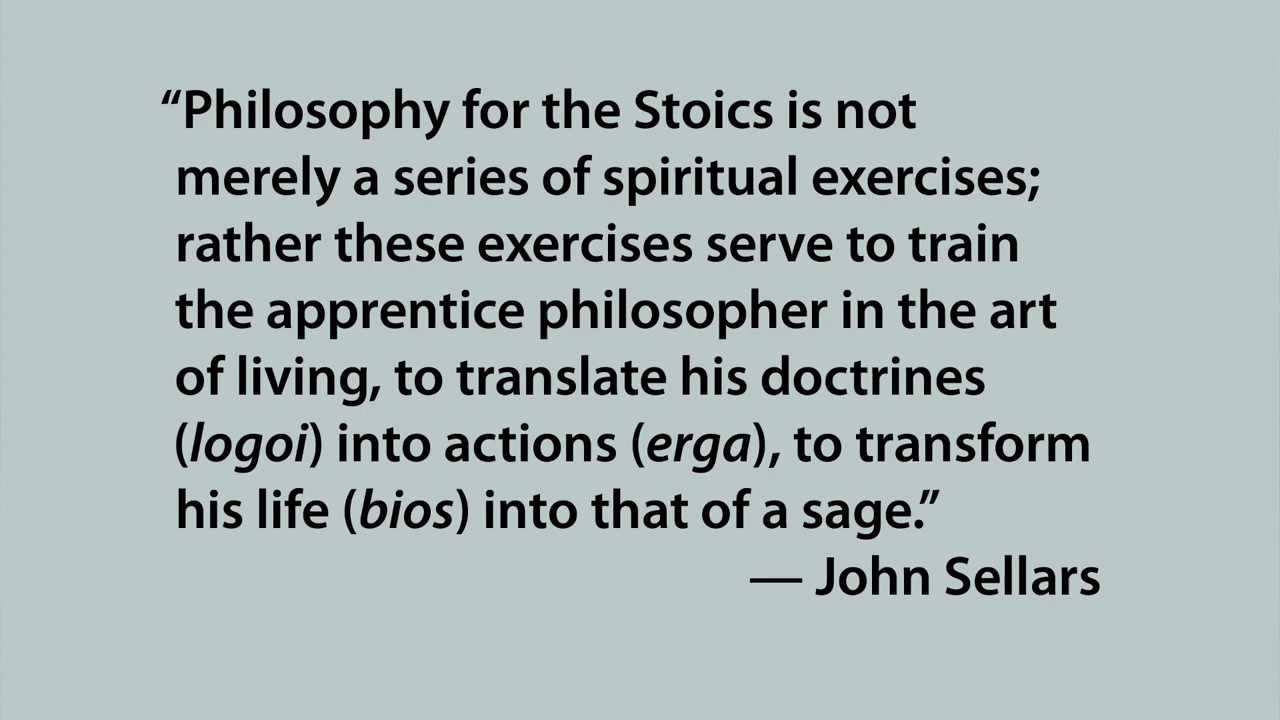 “Philosophy for the Stoics is not
merely a series of spiritual exercises;
rather these exercises serve to train
the apprentice philosopher in the art
of living, to translate his doctrines
(logoi) into actions (erga), to transform
his life (bios) into that of a sage.”
— John Sellars